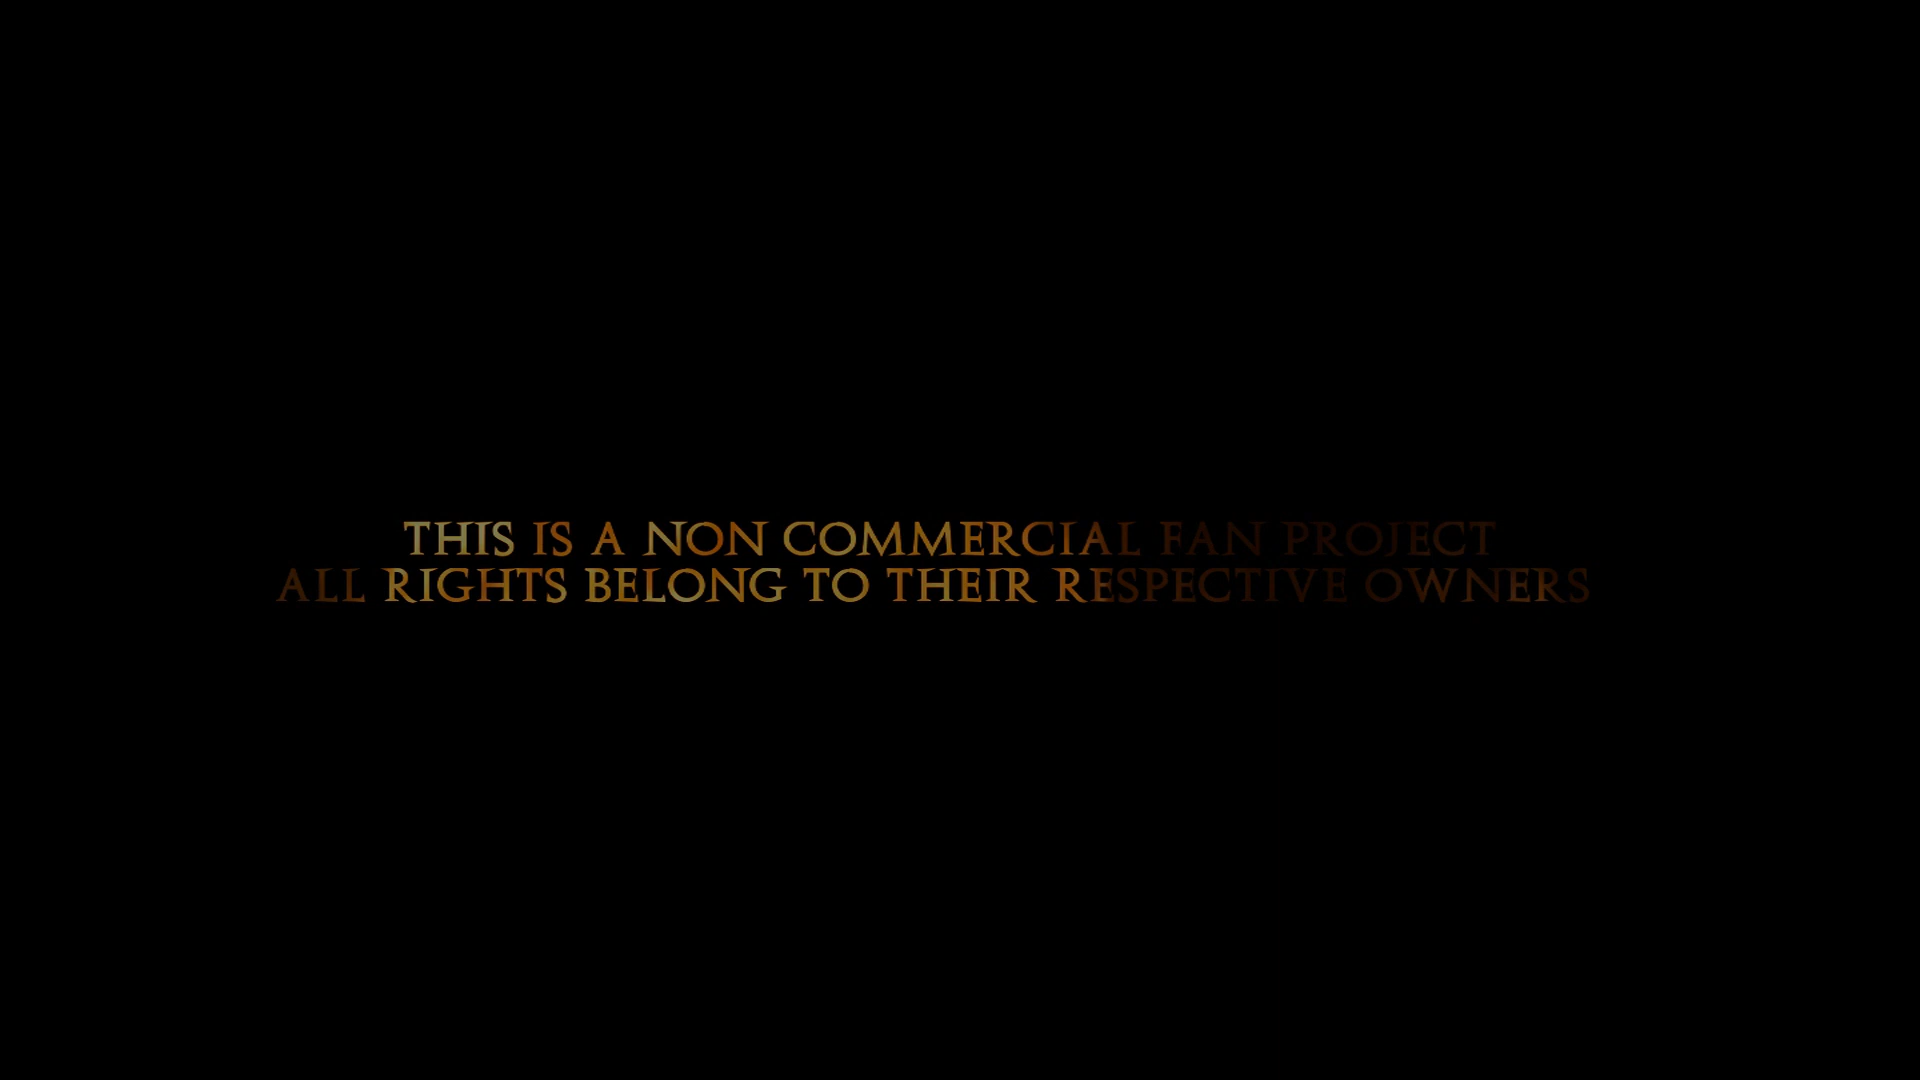 THIS IS A NON COMMERCIAL FAN PROJECT
ALL RIGHTS BELONG TO THEIR RESPECTIVE OWNERS